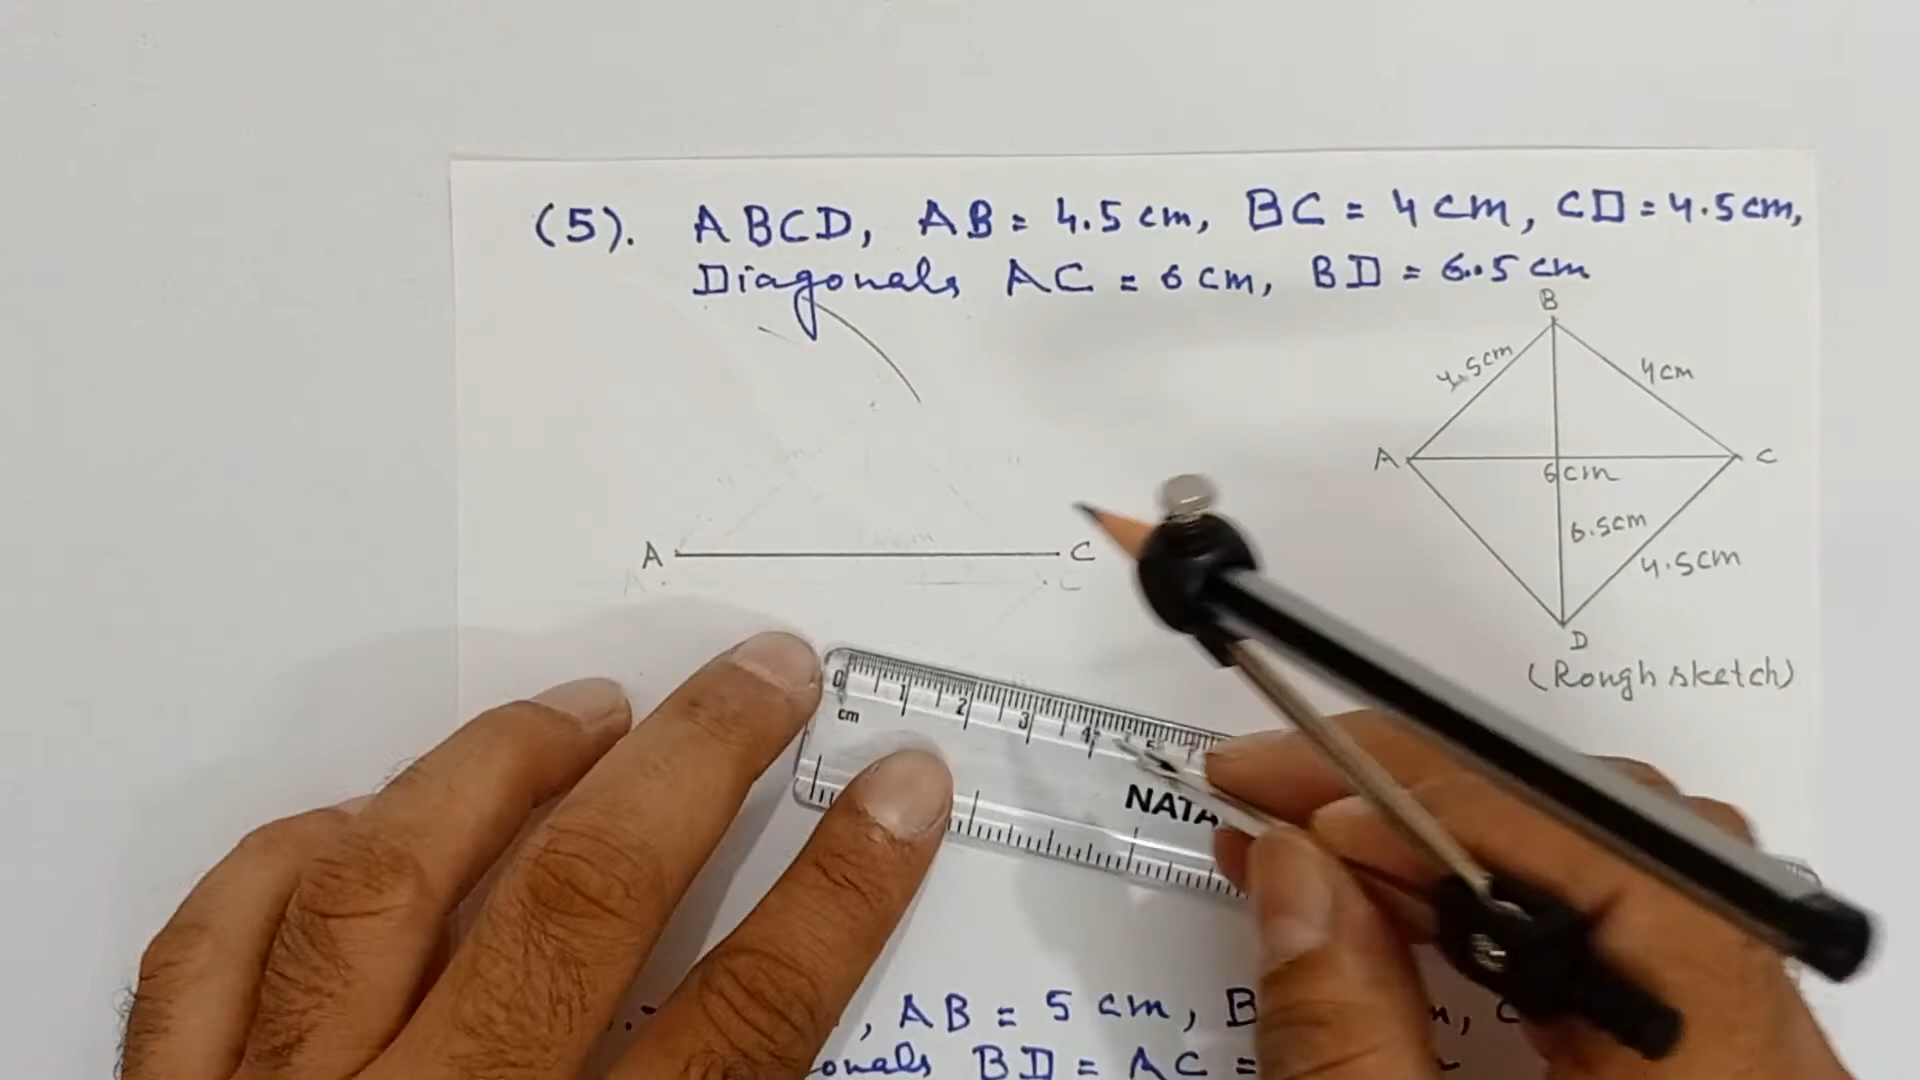 (5). ABCD, AB = 4.5 cm, BC = 4 cm, CD = 4.5 cm,
Diagonals AC = 6 cm, BD = 6.5 cm
B
4.5cm
4cm
A
C
6cm
6.5cm
4.5cm
D
(Rough sketch)
A
C
0 1 2 3 4 5
cm
, AB = 5 cm, B
BD = AC =